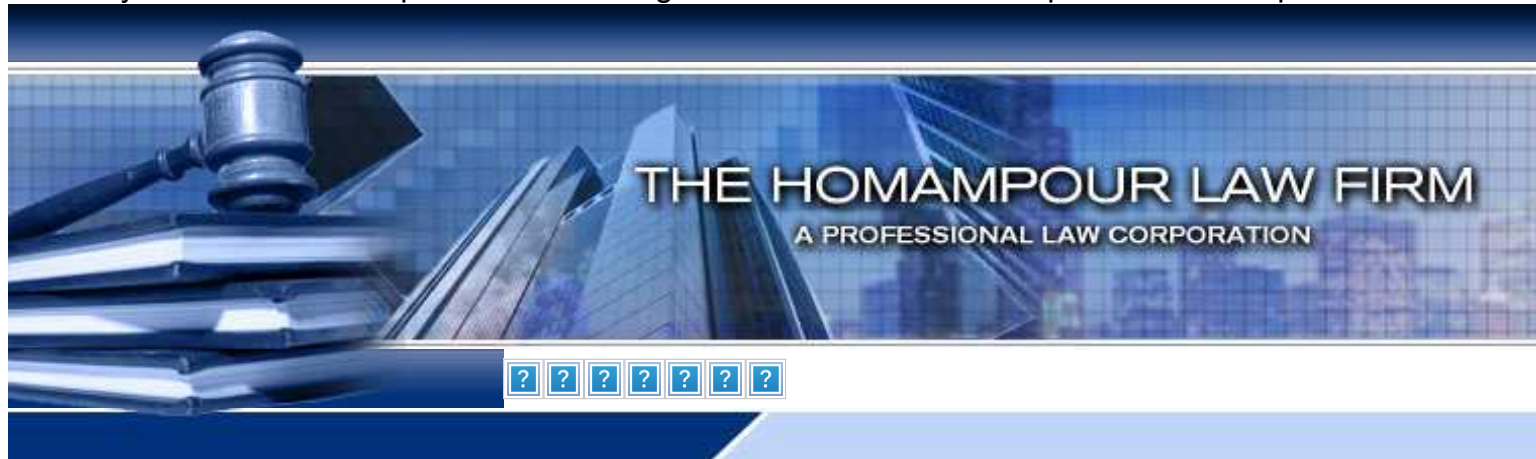 THE HOMAMPOUR LAW FIRM
A PROFESSIONAL LAW CORPORATION
? ? ? ? ? ? ?